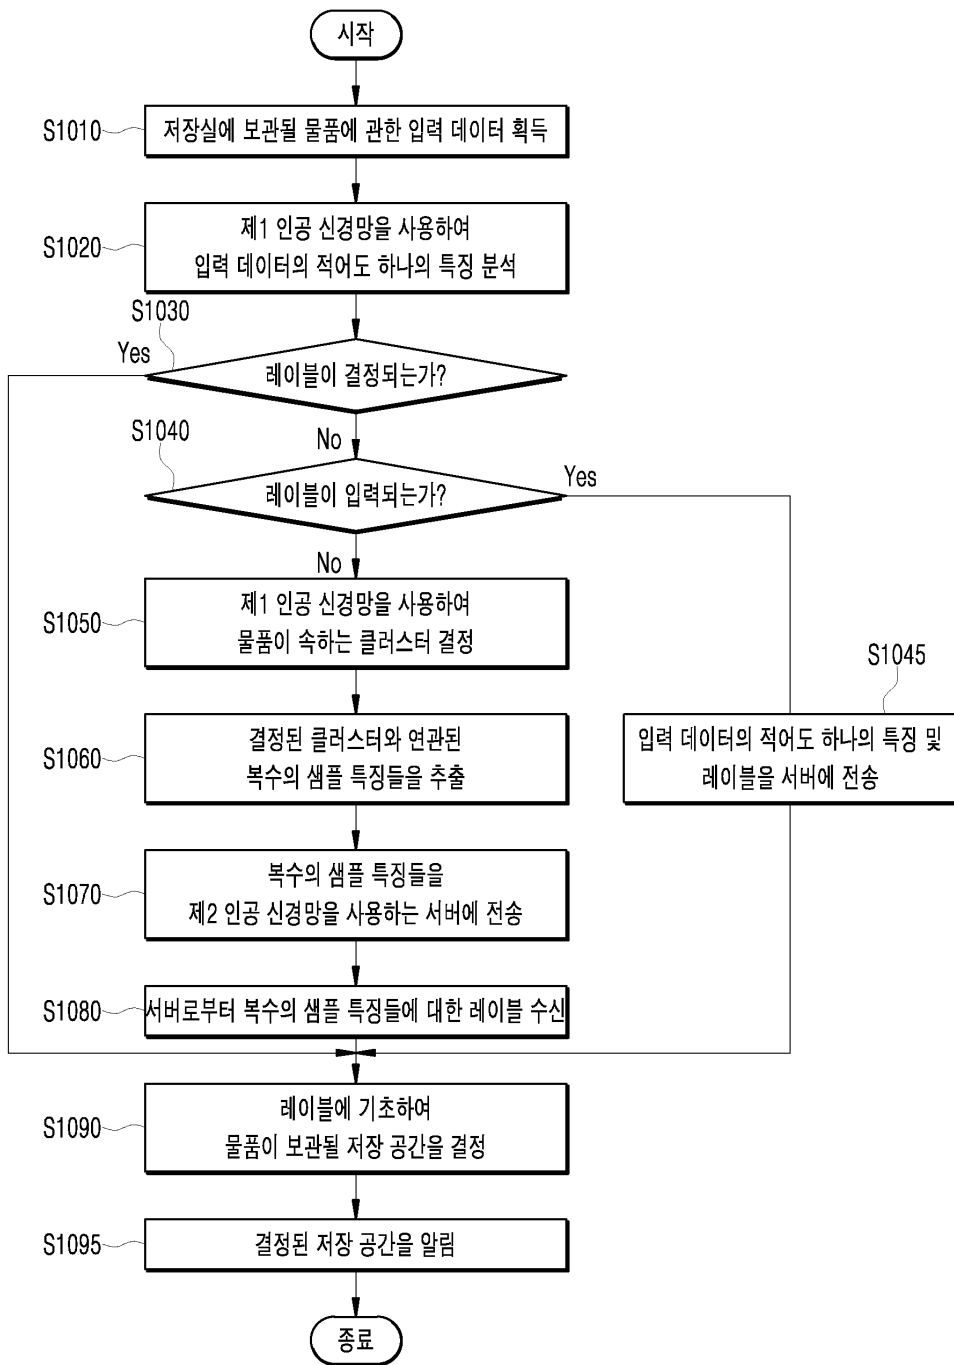 시작
S1010
저장실에 보관될 물품에 관한 입력 데이터 획득
S1020
제1 인공 신경망을 사용하여
입력 데이터의 적어도 하나의 특징 분석
S1030
Yes
레이블이 결정되는가?
No
S1040
레이블이 입력되는가?
Yes
No
S1050
제1 인공 신경망을 사용하여
물품이 속하는 클러스터 결정
S1045
입력 데이터의 적어도 하나의 특징 및
레이블을 서버에 전송
S1060
결정된 클러스터와 연관된
복수의 샘플 특징들을 추출
S1070
복수의 샘플 특징들을
제2 인공 신경망을 사용하는 서버에 전송
S1080
서버로부터 복수의 샘플 특징들에 대한 레이블 수신
S1090
레이블에 기초하여
물품이 보관될 저장 공간을 결정
S1095
결정된 저장 공간을 알림
종료